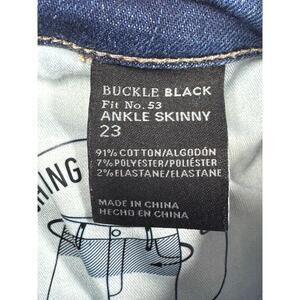 BUCKLE BLACK
Fit No. 53
ANKLE SKINNY
23
91% COTTON/ALGODÓN
7% POLYESTER/POLIÉSTER
2% ELASTANE/ELASTANE
MADE IN CHINA
HECHO EN CHINA